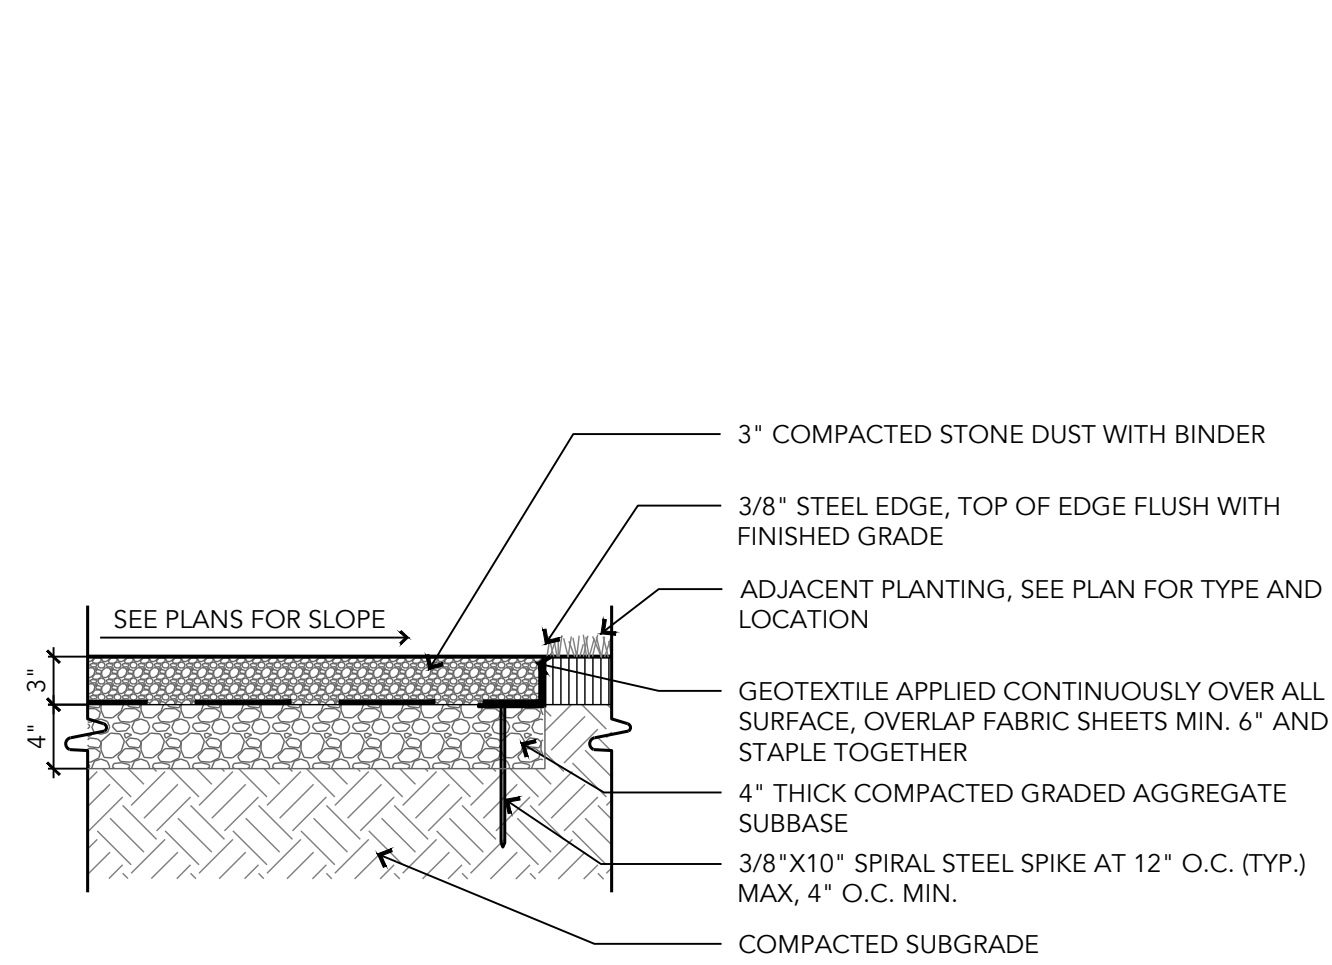 3" COMPACTED STONE DUST WITH BINDER
3/8" STEEL EDGE, TOP OF EDGE FLUSH WITH
FINISHED GRADE
ADJACENT PLANTING, SEE PLAN FOR TYPE AND
LOCATION
SEE PLANS FOR SLOPE
3"
4"
GEOTEXTILE APPLIED CONTINUOUSLY OVER ALL
SURFACE, OVERLAP FABRIC SHEETS MIN. 6" AND
STAPLE TOGETHER
4" THICK COMPACTED GRADED AGGREGATE
SUBBASE
3/8"X10" SPIRAL STEEL SPIKE AT 12" O.C. (TYP.)
MAX, 4" O.C. MIN.
COMPACTED SUBGRADE